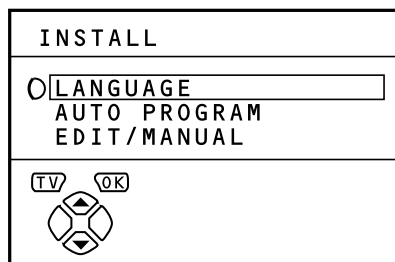 INSTALL
LANGUAGE
AUTO PROGRAM
EDIT/MANUAL
TV OK